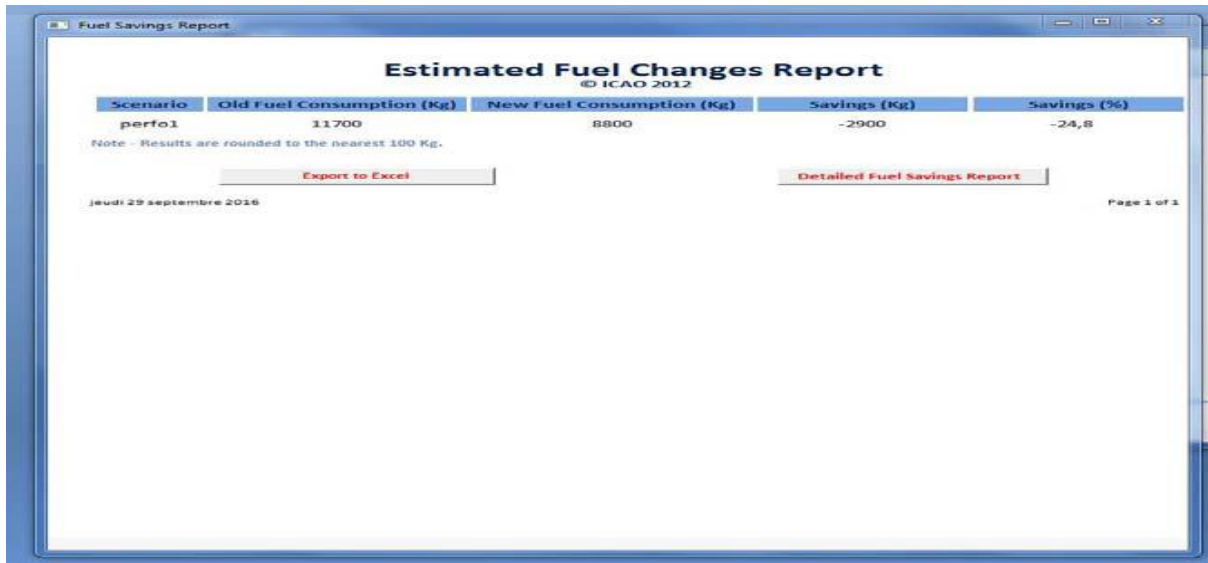 Fuel Savings Report
Estimated Fuel Changes Report
© ICAO 2012
Scenario Old Fuel Consumption (Kg) New Fuel Consumption (Kg) Savings (Kg) Savings (%)
perfo1 11700 8800 -2900 -24,8
Note - Results are rounded to the nearest 100 Kg.
Export to Excel Detailed Fuel Savings Report
jeudi 29 septembre 2016 Page 1 of 1